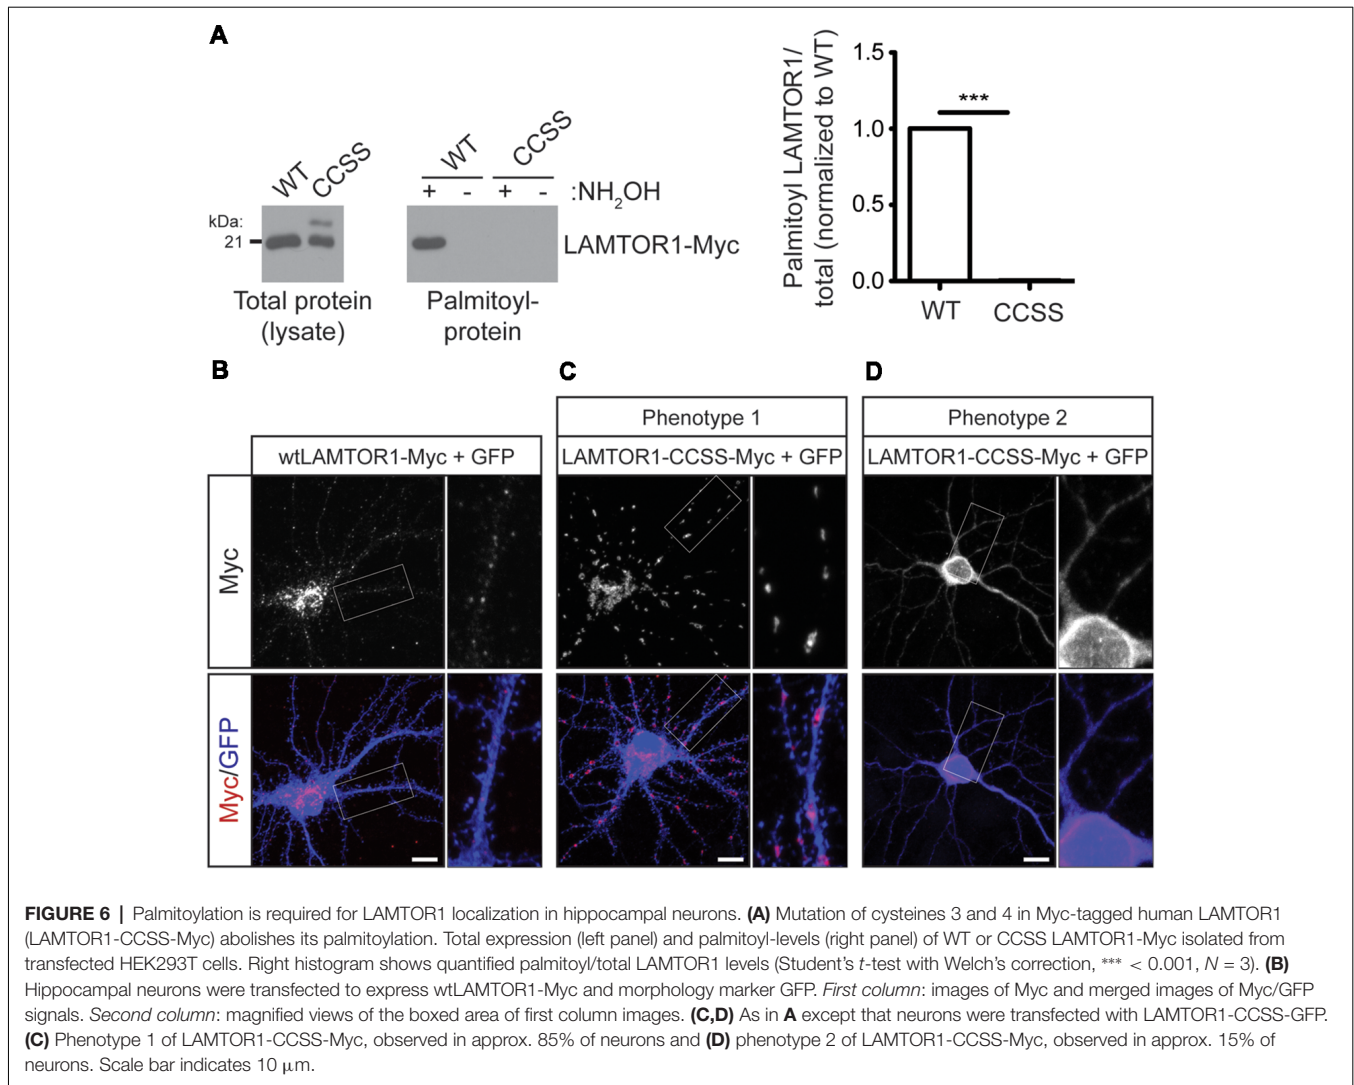 A
WT
CCSS
kDa:
21
Total protein
(lysate)
WT
CCSS
+ - + - :NH2OH
LAMTOR1-Myc
Palmitoyl-
protein
Palmitoyl LAMTOR1/
total (normalized to WT)
1.5
1.0
0.5
0.0
***
WT CCSS
B
C
D
Phenotype 1
Phenotype 2
wtLAMTOR1-Myc + GFP
LAMTOR1-CCSS-Myc + GFP
LAMTOR1-CCSS-Myc + GFP
Myc
Myc/GFP
FIGURE 6 | Palmitoylation is required for LAMTOR1 localization in hippocampal neurons. (A) Mutation of cysteines 3 and 4 in Myc-tagged human LAMTOR1
(LAMTOR1-CCSS-Myc) abolishes its palmitoylation. Total expression (left panel) and palmitoyl-levels (right panel) of WT or CCSS LAMTOR1-Myc isolated from
transfected HEK293T cells. Right histogram shows quantified palmitoyl/total LAMTOR1 levels (Student's t-test with Welch's correction, *** < 0.001, N = 3). (B)
Hippocampal neurons were transfected to express wtLAMTOR1-Myc and morphology marker GFP. First column: images of Myc and merged images of Myc/GFP
signals. Second column: magnified views of the boxed area of first column images. (C,D) As in A except that neurons were transfected with LAMTOR1-CCSS-GFP.
(C) Phenotype 1 of LAMTOR1-CCSS-Myc, observed in approx. 85% of neurons and (D) phenotype 2 of LAMTOR1-CCSS-Myc, observed in approx. 15% of
neurons. Scale bar indicates 10 μm.